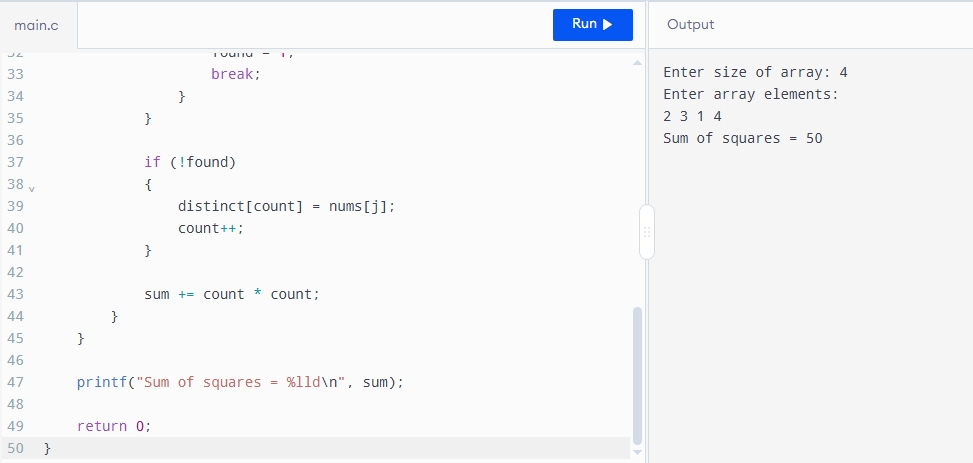 main.c
Run
Output
32 found = 1;
33 break;
34 }
35 }
36
37 if (!found)
38 {
39 distinct[count] = nums[j];
40 count++;
41 }
42
43 sum += count * count;
44 }
45 }
46
47 printf("Sum of squares = %lld\n", sum);
48
49 return 0;
50 }
Enter size of array: 4
Enter array elements:
2 3 1 4
Sum of squares = 50